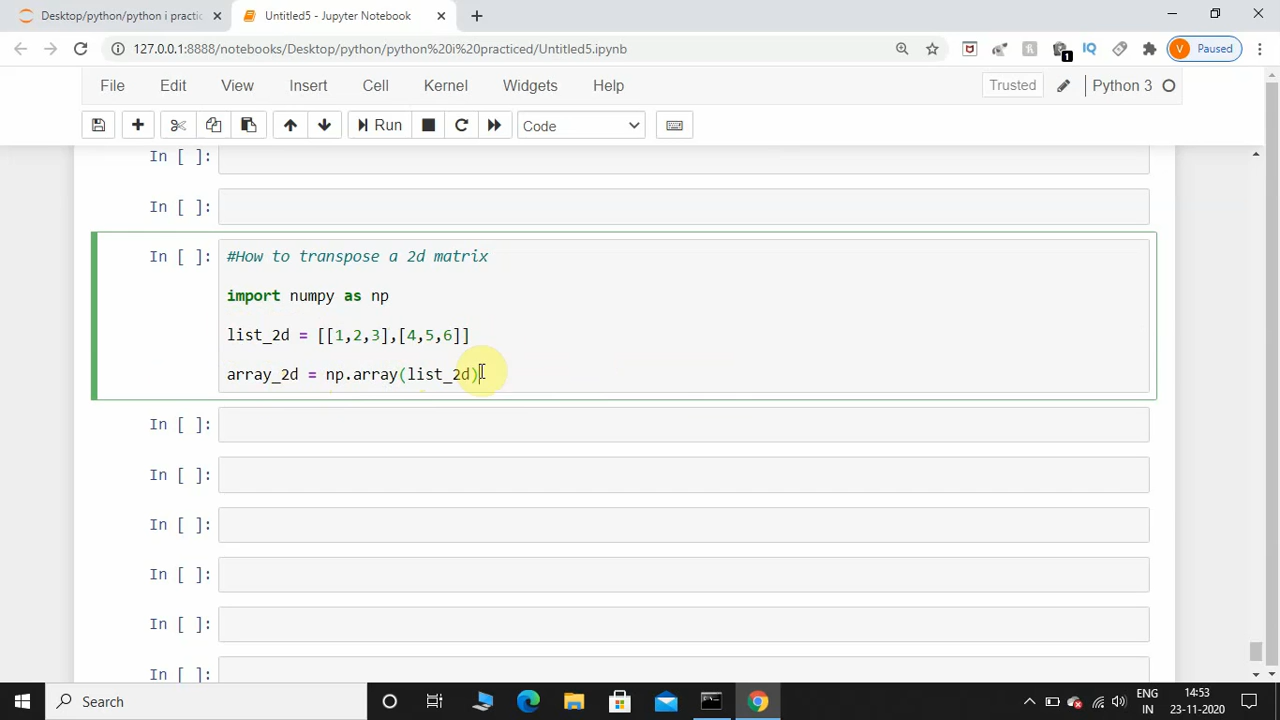 Desktop/python/python i practic
Untitled5 - Jupyter Notebook
127.0.0.1:8888/notebooks/Desktop/python/python%20i%20practiced/Untitled5.ipynb
1
IQ
V
Paused
File
Edit
View
Insert
Cell
Kernel
Widgets
Help
Trusted
Python 3
Run
Code
In [ ]:
In [ ]:
In [ ]:
#How to transpose a 2d matrix
import numpy as np
list_2d = [[1,2,3],[4,5,6]]
array_2d = np.array(list_2d)
In [ ]:
In [ ]:
In [ ]:
In [ ]:
In [ ]:
In [ ]:
Search
ENG
IN
14:53
23-11-2020